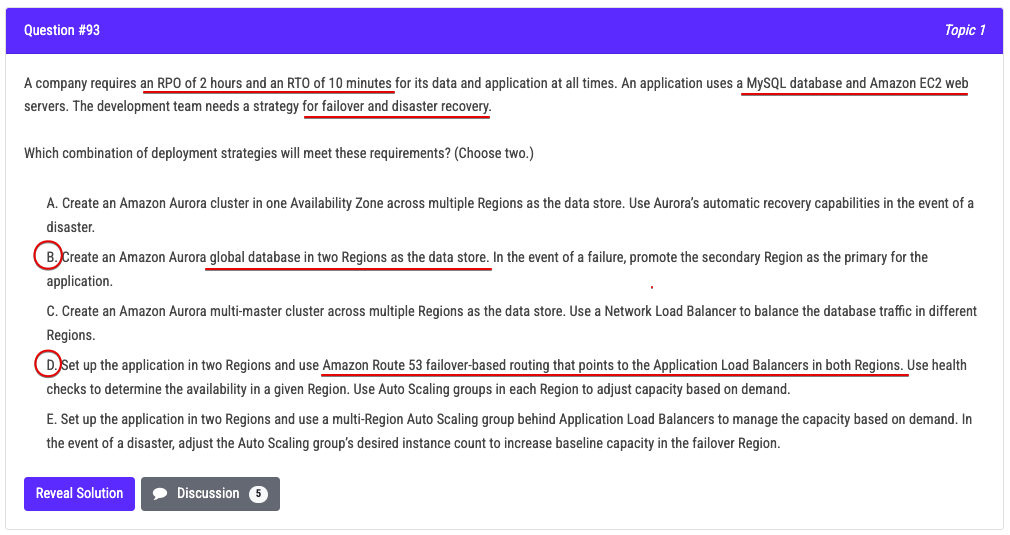 Question #93
Topic 1
A company requires an RPO of 2 hours and an RTO of 10 minutes for its data and application at all times. An application uses a MySQL database and Amazon EC2 web
servers. The development team needs a strategy for failover and disaster recovery.
Which combination of deployment strategies will meet these requirements? (Choose two.)
A. Create an Amazon Aurora cluster in one Availability Zone across multiple Regions as the data store. Use Aurora's automatic recovery capabilities in the event of a
disaster.
B. Create an Amazon Aurora global database in two Regions as the data store. In the event of a failure, promote the secondary Region as the primary for the
application.
C. Create an Amazon Aurora multi-master cluster across multiple Regions as the data store. Use a Network Load Balancer to balance the database traffic in different
Regions.
D. Set up the application in two Regions and use Amazon Route 53 failover-based routing that points to the Application Load Balancers in both Regions. Use health
checks to determine the availability in a given Region. Use Auto Scaling groups in each Region to adjust capacity based on demand.
E. Set up the application in two Regions and use a multi-Region Auto Scaling group behind Application Load Balancers to manage the capacity based on demand. In
the event of a disaster, adjust the Auto Scaling group's desired instance count to increase baseline capacity in the failover Region.
Reveal Solution
Discussion 5